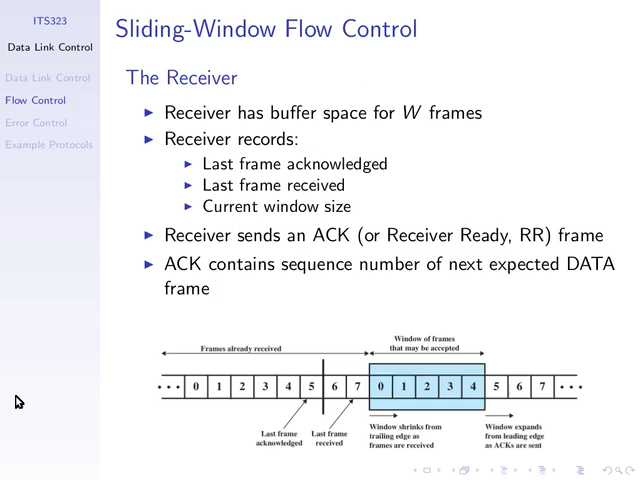 ITS323
Data Link Control
Data Link Control
Flow Control
Error Control
Example Protocols
Sliding-Window Flow Control
The Receiver
Receiver has buffer space for W frames
Receiver records:
Last frame acknowledged
Last frame received
Current window size
Receiver sends an ACK (or Receiver Ready, RR) frame
ACK contains sequence number of next expected DATA
frame
Frames already received
Window of frames
that may be accepted
• • • 0 1 2 3 4 5 6 7 0 1 2 3 4 5 6 7 • • •
Last frame
acknowledged
Last frame
received
Window shrinks from
trailing edge as
frames are received
Window expands
from leading edge
as ACKs are sent